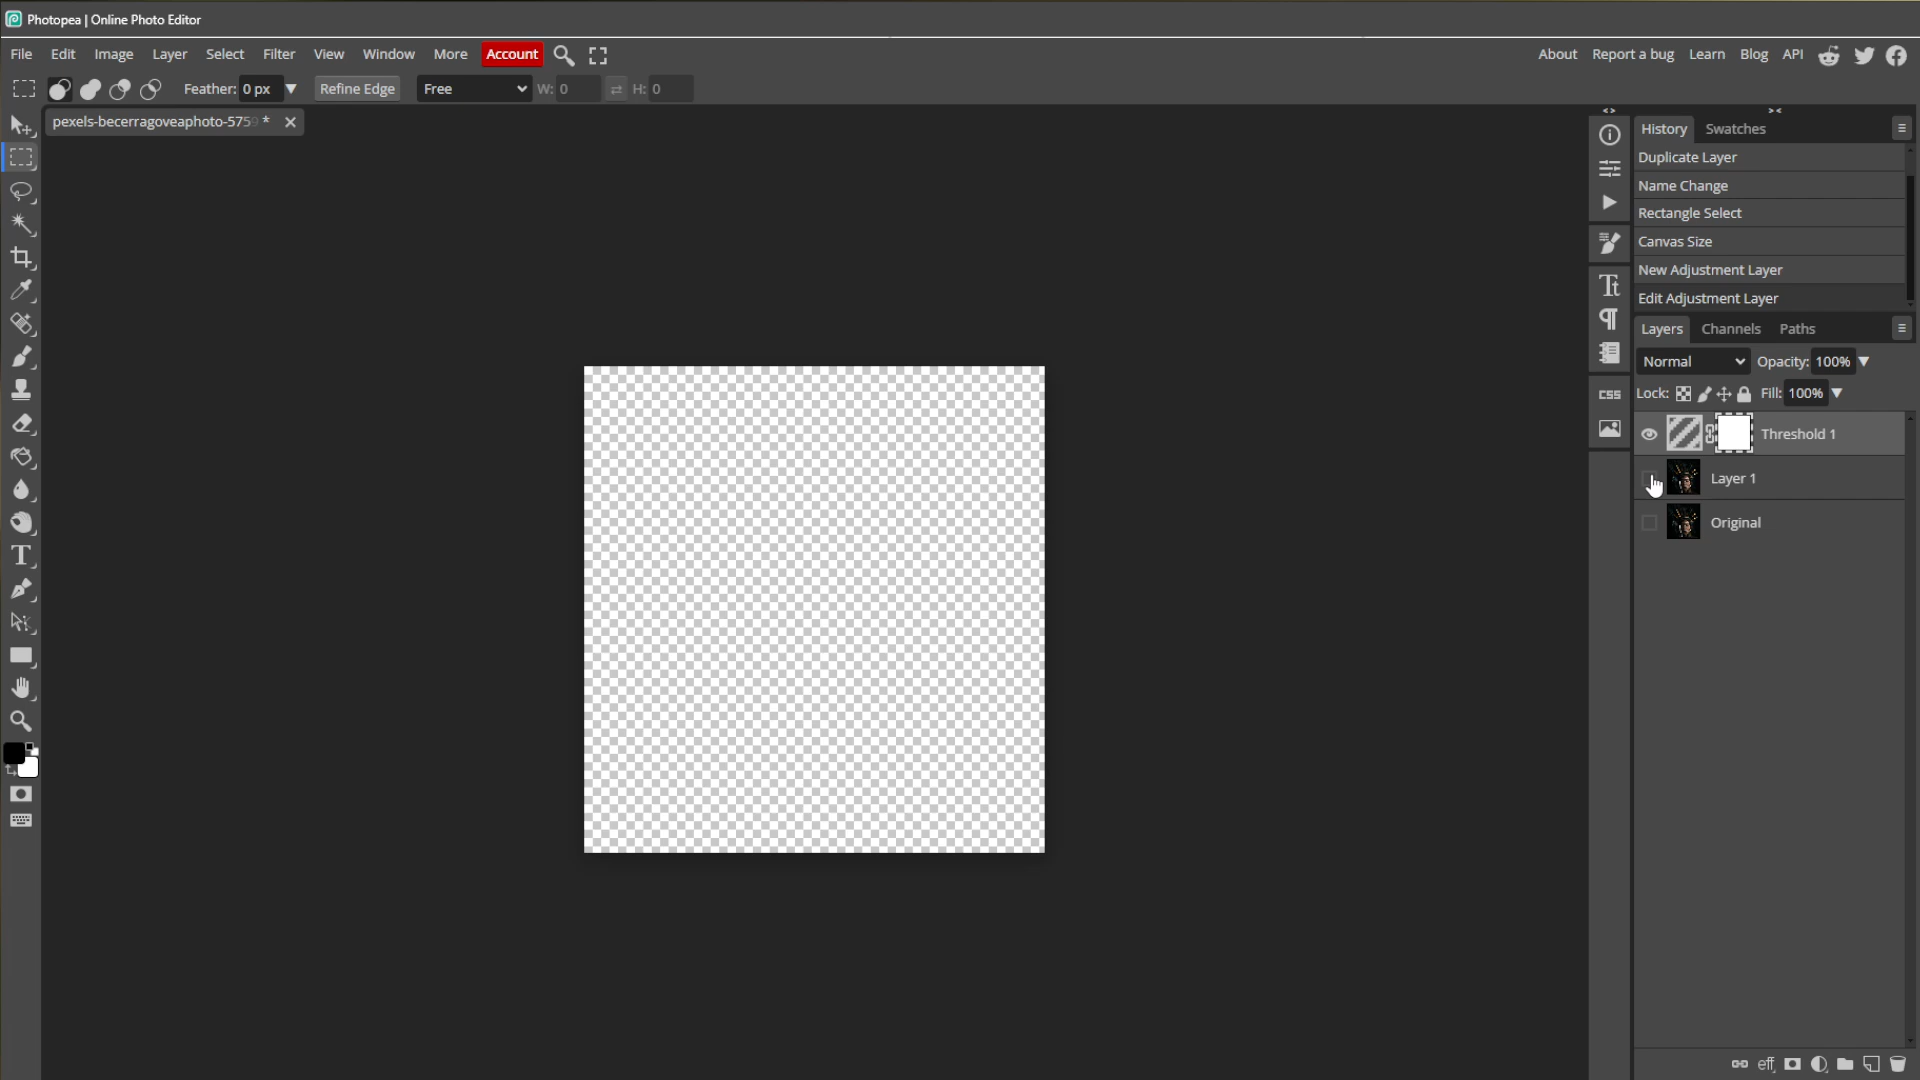 Photopea | Online Photo Editor
File Edit Image Layer Select Filter View Window More Account About Report a bug Learn Blog API
Feather: 0 px Refine Edge Free W: 0 H: 0
pexels-becerragoveaphoto-5759 *
History Swatches
Duplicate Layer
Name Change
Rectangle Select
Canvas Size
New Adjustment Layer
Edit Adjustment Layer
Layers Channels Paths
Normal Opacity: 100%
CSS Lock: Fill: 100%
Threshold 1
Layer 1
Original
eff